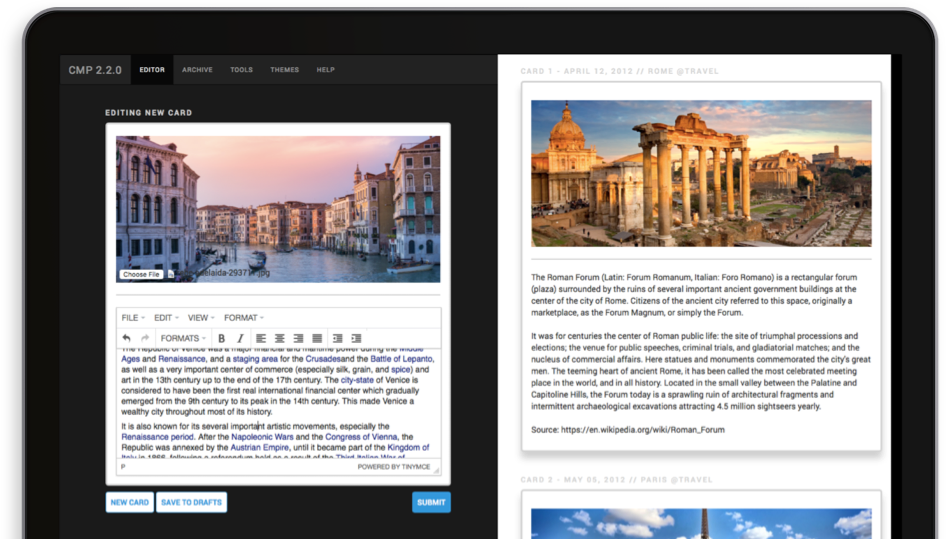 CMP 2.2.0 EDITOR ARCHIVE TOOLS THEMES HELP
EDITING NEW CARD
Choose File
FILE EDIT VIEW FORMAT
FORMATS B I
The Republic of Venice was a major financial and maritime power during the Middle
Ages and Renaissance, and a staging area for the Crusadesand the Battle of Lepanto,
as well as a very important center of commerce (especially silk, grain, and spice) and
art in the 13th century up to the end of the 17th century. The city-state of Venice is
considered to have been the first real international financial center which gradually
emerged from the 9th century to its peak in the 14th century. This made Venice a
wealthy city throughout most of its history.
It is also known for its several important artistic movements, especially the
Renaissance period. After the Napoleonic Wars and the Congress of Vienna, the
Republic was annexed by the Austrian Empire, until it became part of the Kingdom of
Italy in 1866, following a referendum held as a result of the Third Italian War of
P POWERED BY TINYMCE
NEW CARD SAVE TO DRAFTS SUBMIT
CARD 1 - APRIL 12, 2012 // ROME @TRAVEL
The Roman Forum (Latin: Forum Romanum, Italian: Foro Romano) is a rectangular forum
(plaza) surrounded by the ruins of several important ancient government buildings at the
center of the city of Rome. Citizens of the ancient city referred to this space, originally a
marketplace, as the Forum Magnum, or simply the Forum.
It was for centuries the center of Roman public life: the site of triumphal processions and
elections; the venue for public speeches, criminal trials, and gladiatorial matches; and the
nucleus of commercial affairs. Here statues and monuments commemorated the city's great
men. The teeming heart of ancient Rome, it has been called the most celebrated meeting
place in the world, and in all history. Located in the small valley between the Palatine and
Capitoline Hills, the Forum today is a sprawling ruin of architectural fragments and
intermittent archaeological excavations attracting 4.5 million sightseers yearly.
Source: https://en.wikipedia.org/wiki/Roman_Forum
CARD 2 - MAY 05, 2012 // PARIS @TRAVEL